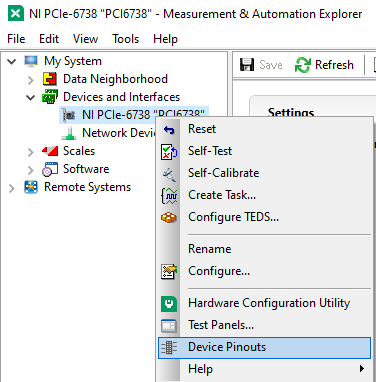 NI PCIe-6738 "PCI6738" - Measurement & Automation Explorer
File Edit View Tools Help
My System
Data Neighborhood
Devices and Interfaces
NI PCIe-6738 "PCI6738"
Network Devi
Scales
Software
Remote Systems
Save Refresh
Settings
Reset
Self-Test
Self-Calibrate
Create Task...
Configure TEDS...
Rename
Configure...
Hardware Configuration Utility
Test Panels...
Device Pinouts
Help